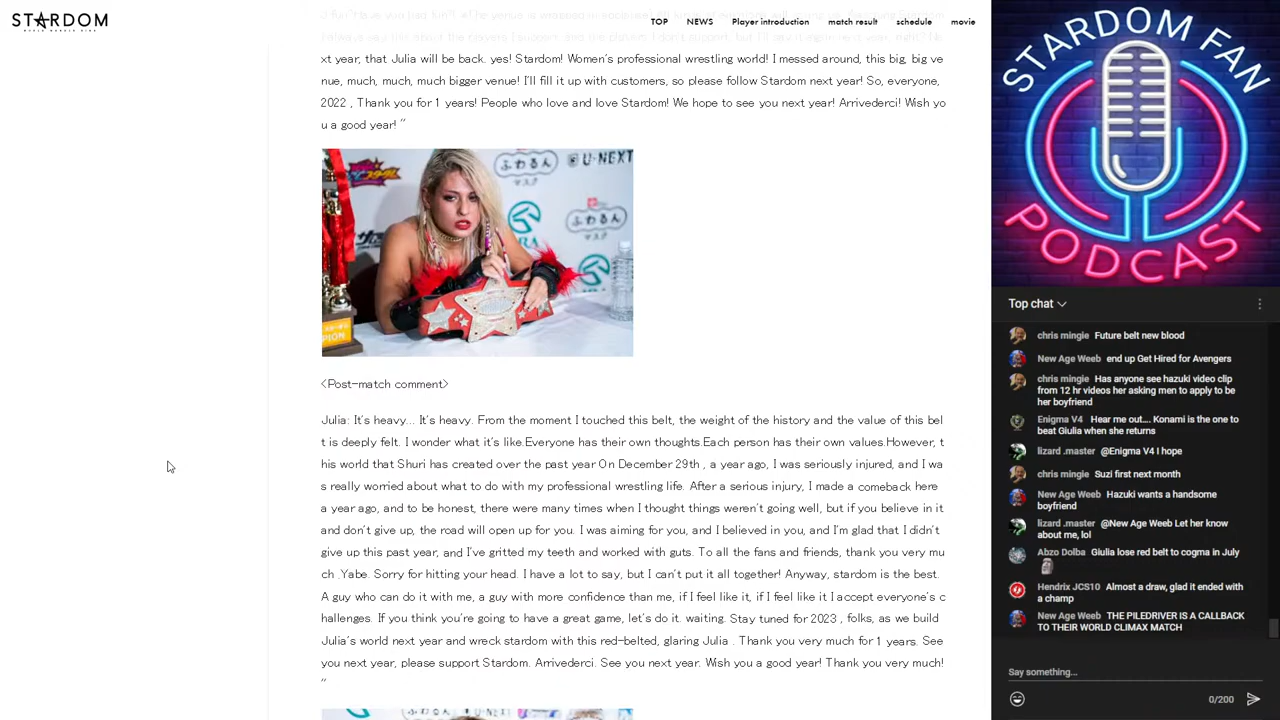 STARDOM
TOP NEWS Player introduction match result schedule movie
xt year, that Julia will be back. yes! Stardom! Women's professional wrestling world! I messed around, this big, big ve
nue, much, much, much bigger venue! I'll fill it up with customers, so please follow Stardom next year! So everyone,
2022 , Thank you for 1 years! People who love and love Stardom! We hope to see you next year! Arrivederci! Wish yo
u a good year! ”
ふわるん
マスク
U-NEXT
<Post-match comment>
Julia: It's heavy... It's heavy. From the moment I touched this belt, the weight of the history and the value of this bel
t is deeply felt. I wonder what it's like.Everyone has their own thoughts.Each person has their own values.However, t
his world that Shuri has created over the past year On December 29th , a year ago, I was seriously injured, and I wa
s really worried about what to do with my professional wrestling life. After a serious injury, I made a comeback here
a year ago, and to be honest, there were many times when I thought things weren't going well, but if you believe in it
and don't give up, the road will open up for you. I was aiming for you, and I believed in you, and I'm glad that I didn't
give up this past year, and I've gritted my teeth and worked with guts. To all the fans and friends, thank you very mu
ch .Yabe. Sorry for hitting your head. I have a lot to say, but I can't put it all together! Anyway, stardom is the best.
A guy who can do it with me, a guy with more confidence than me, if I feel like it, if I feel like it I accept everyone's c
hallenges. If you think you're going to have a great game, let's do it. waiting. Stay tuned for 2023 , folks, as we build
Julia's world next year and wreck stardom with this red-belted, glaring Julia . Thank you very much for 1 years. See
you next year, please support Stardom. Arrivederci. See you next year. Wish you a good year! Thank you very much!
”
STARDOM FAN
PODCAST
Top chat
chris mingie Future belt new blood
New Age Weeb end up Get Hired for Avengers
chris mingie Has anyone see hazuki video clip
from 12 hr videos her asking men to apply to be
her boyfriend
Enigma V4 Hear me out.... Konami is the one to
beat Giulia when she returns
lizard .master @Enigma V4 I hope
chris mingie Suzi first next month
New Age Weeb Hazuki wants a handsome
boyfriend
lizard .master @New Age Weeb Let her know
about me, lol
Abzo Dolba Giulia lose red belt to cogma in July
Hendrix JCS10 Almost a draw, glad it ended with
a champ
New Age Weeb THE PILEDRIVER IS A CALLBACK
TO THEIR WORLD CLIMAX MATCH
Say something...
0/200